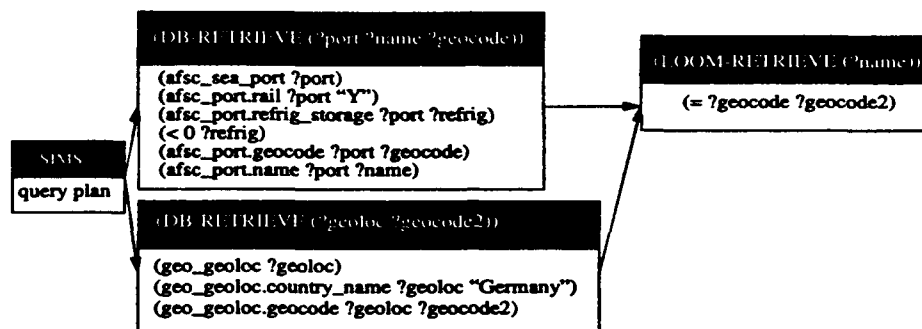 (DB-RETRIEVE (?port ?name ?geocode))
(afsc_sea_port ?port)
(afsc_port.rail ?port “Y”)
(afsc_port.refrig_storage ?port ?refrig)
(< 0 ?refrig)
(afsc_port.geocode ?port ?geocode)
(afsc_port.name ?port ?name)
(LOOM-RETRIEVE (?name))
(= ?geocode ?geocode2)
SIMS
query plan
(DB-RETRIEVE (?geoloc ?geocode2))
(geo_geoloc ?geoloc)
(geo_geoloc.country_name ?geoloc “Germany”)
(geo_geoloc.geocode ?geoloc ?geocode2)